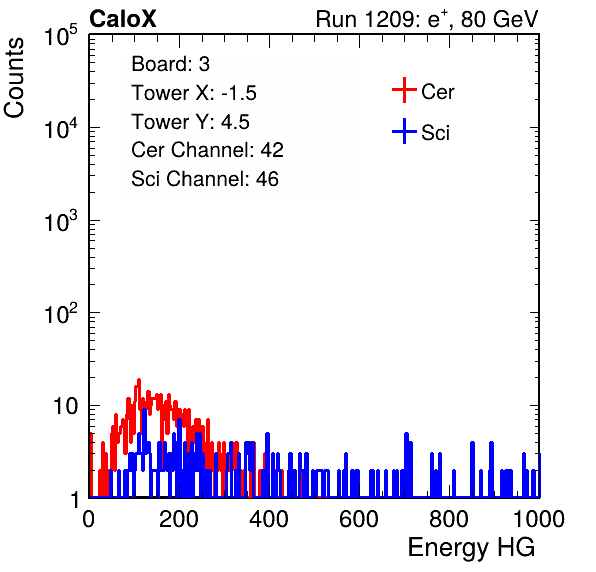 CaloX Run 1209: e⁺, 80 GeV
Counts
Board: 3
Tower X: -1.5
Tower Y: 4.5
Cer Channel: 42
Sci Channel: 46
Cer
Sci
10⁵
10⁴
10³
10²
10
1
0 200 400 600 800 1000
Energy HG